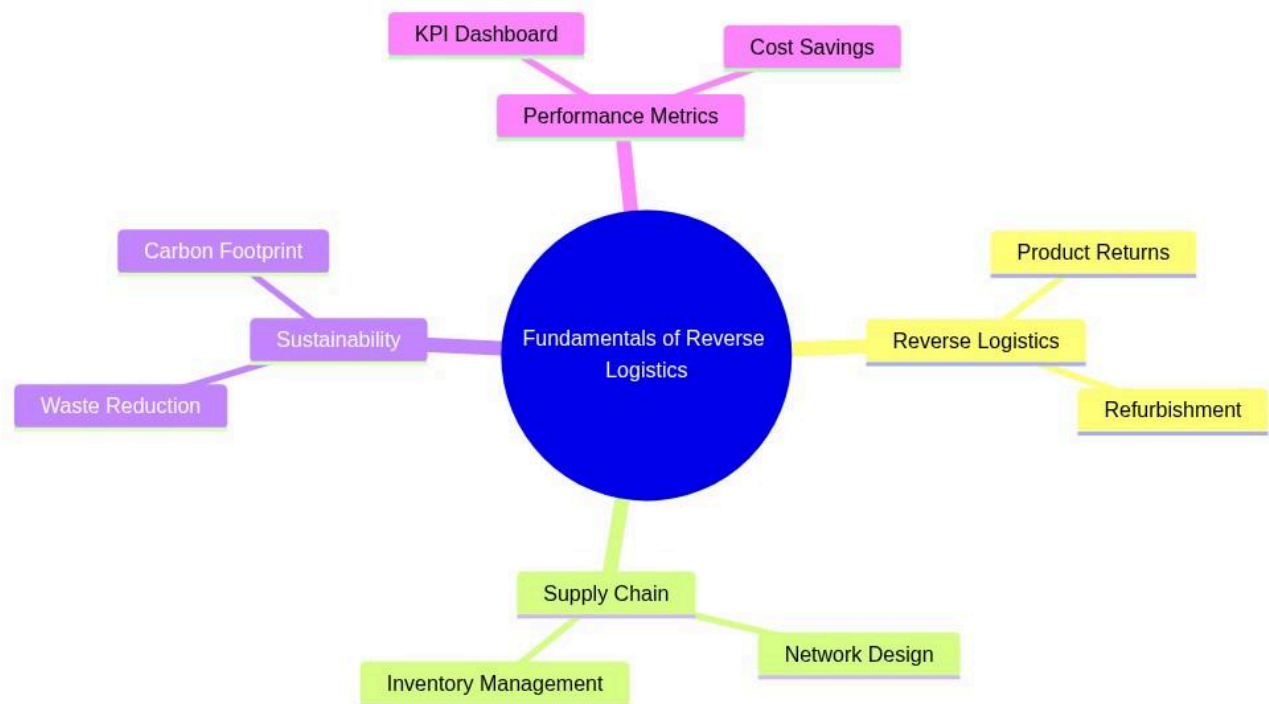 KPI Dashboard
Cost Savings
Performance Metrics
Carbon Footprint
Product Returns
Sustainability
Fundamentals of Reverse
Logistics
Reverse Logistics
Waste Reduction
Refurbishment
Supply Chain
Network Design
Inventory Management